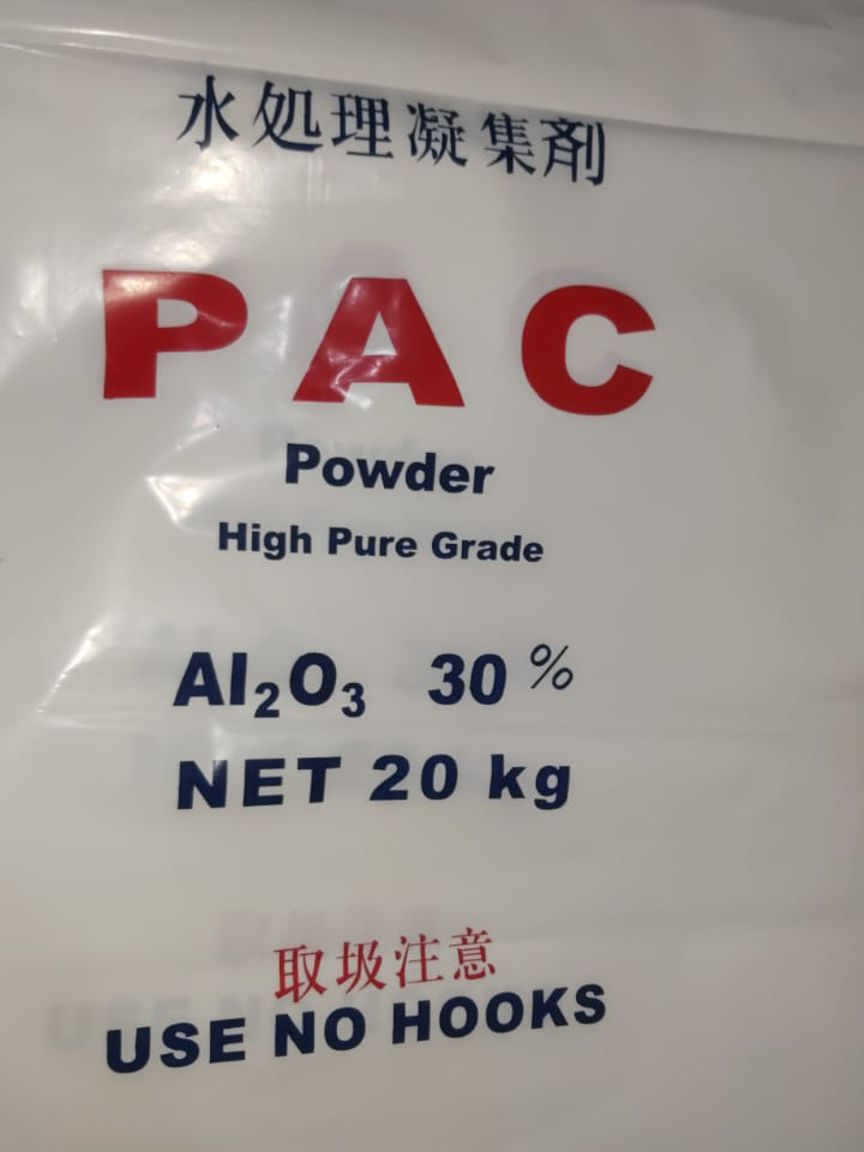 水処理凝集剤
PAC
Powder
High Pure Grade
Al₂O₃ 30%
NET 20 kg
取圾注意
USE NO HOOKS